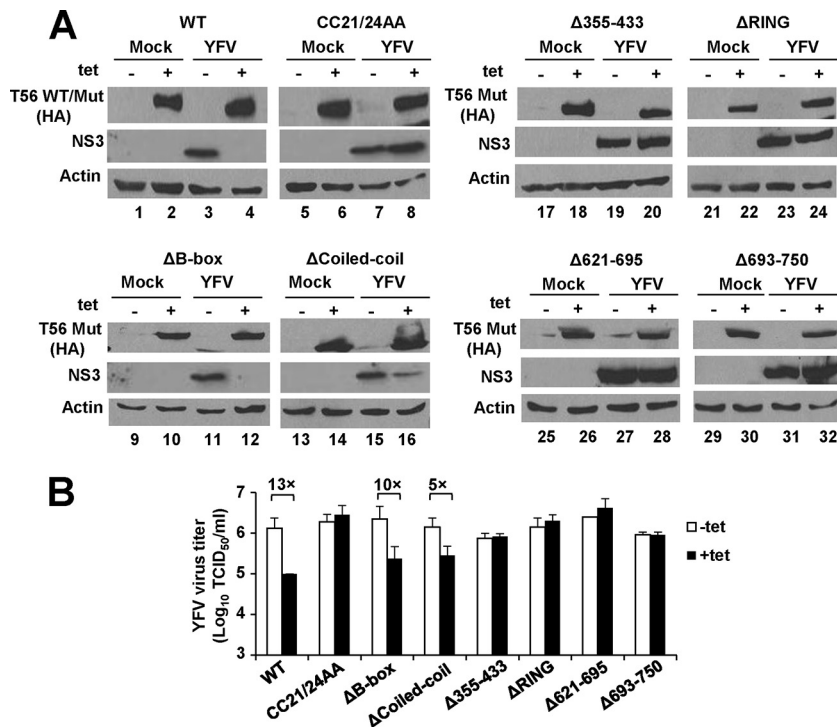 A
WT
CC21/24AA
Mock YFV Mock YFV
tet - + - + - + - +
T56 WT/Mut
(HA)
NS3
Actin
1 2 3 4 5 6 7 8
Δ355-433
ΔRING
Mock YFV Mock YFV
tet - + - + - + - +
T56 Mut
(HA)
NS3
Actin
17 18 19 20 21 22 23 24
ΔB-box
ΔCoiled-coil
Mock YFV Mock YFV
tet - + - + - + - +
T56 Mut
(HA)
NS3
Actin
9 10 11 12 13 14 15 16
Δ621-695
Δ693-750
Mock YFV Mock YFV
tet - + - + - + - +
T56 Mut
(HA)
NS3
Actin
25 26 27 28 29 30 31 32
B
YFV virus titer
(Log10 TCID50/ml)
7
6
5
4
3
13× 10× 5×
-tet
+tet
WT
CC21/24AA
ΔB-box
ΔCoiled-coil
Δ355-433
ΔRING
Δ621-695
Δ693-750